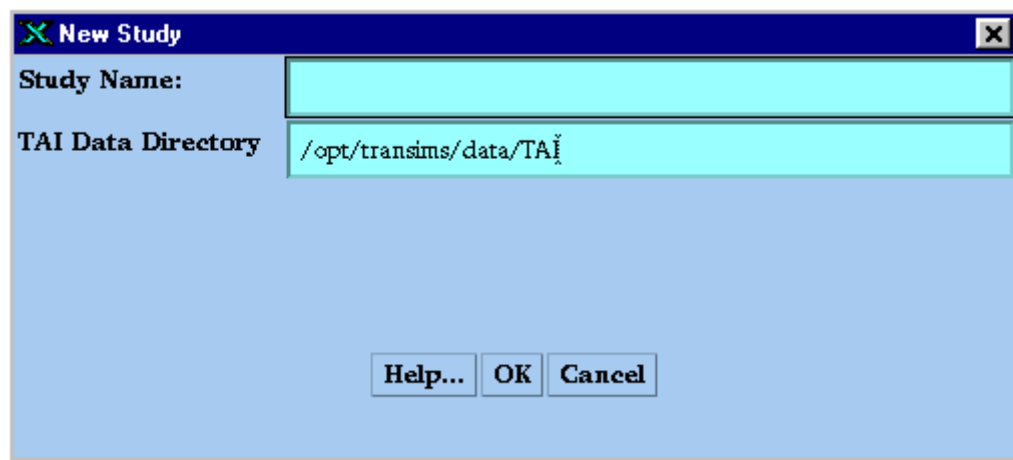 New Study
Study Name:
TAI Data Directory /opt/transims/data/TAI
Help... OK Cancel